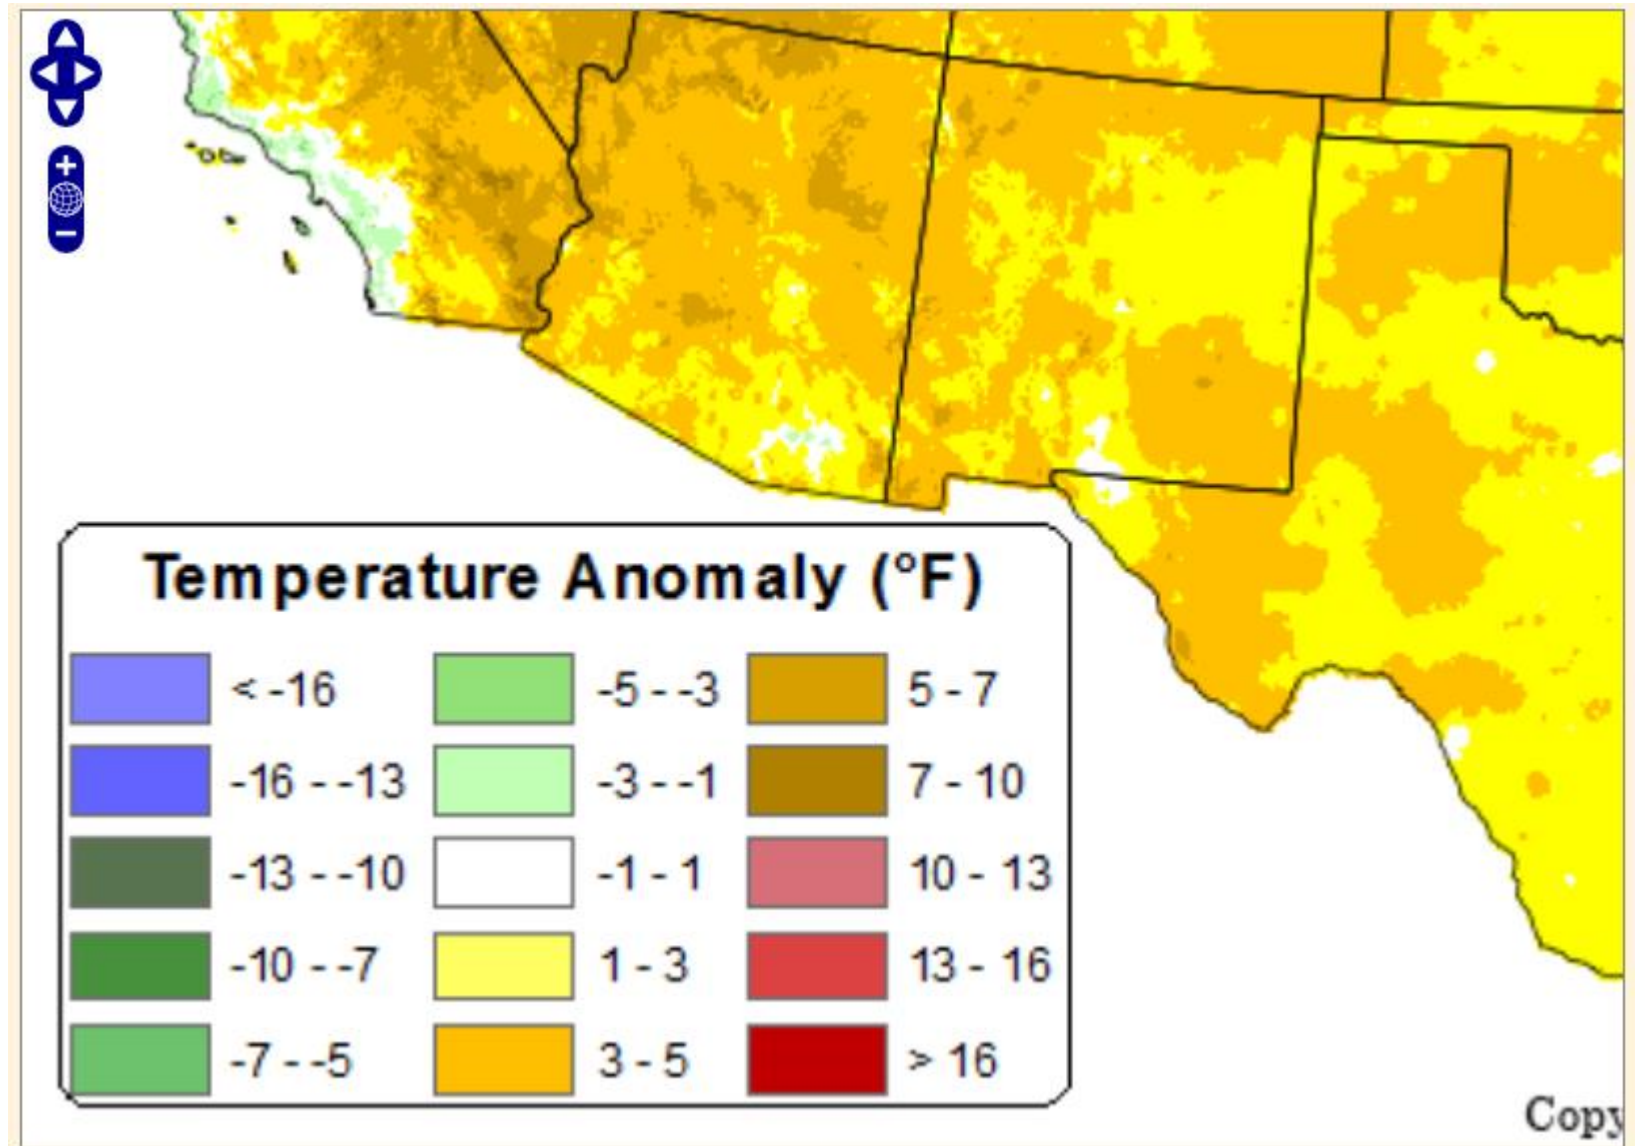 +
−
Temperature Anomaly (°F)
< -16 -5 - -3 5 - 7
-16 - -13 -3 - -1 7 - 10
-13 - -10 -1 - 1 10 - 13
-10 - -7 1 - 3 13 - 16
-7 - -5 3 - 5 > 16
Copy